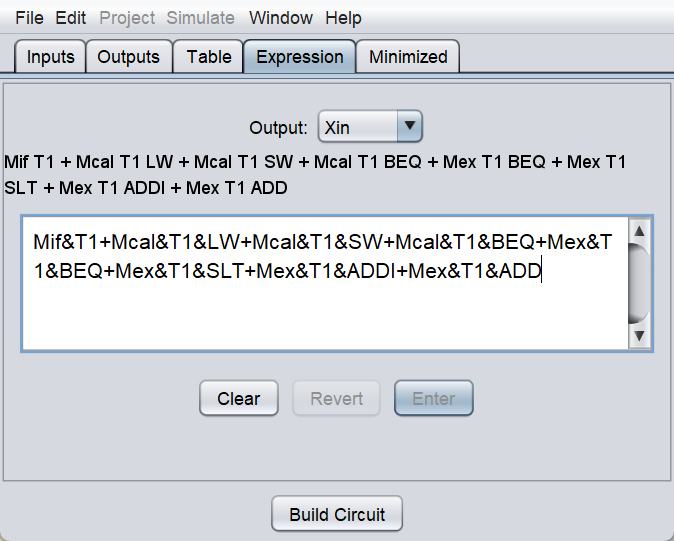 File Edit Project Simulate Window Help
Inputs Outputs Table Expression Minimized
Output: Xin
Mif T1 + Mcal T1 LW + Mcal T1 SW + Mcal T1 BEQ + Mex T1 BEQ + Mex T1
SLT + Mex T1 ADDI + Mex T1 ADD
Mif&T1+Mcal&T1&LW+Mcal&T1&SW+Mcal&T1&BEQ+Mex&T
1&BEQ+Mex&T1&SLT+Mex&T1&ADDI+Mex&T1&ADD
Clear Revert Enter
Build Circuit